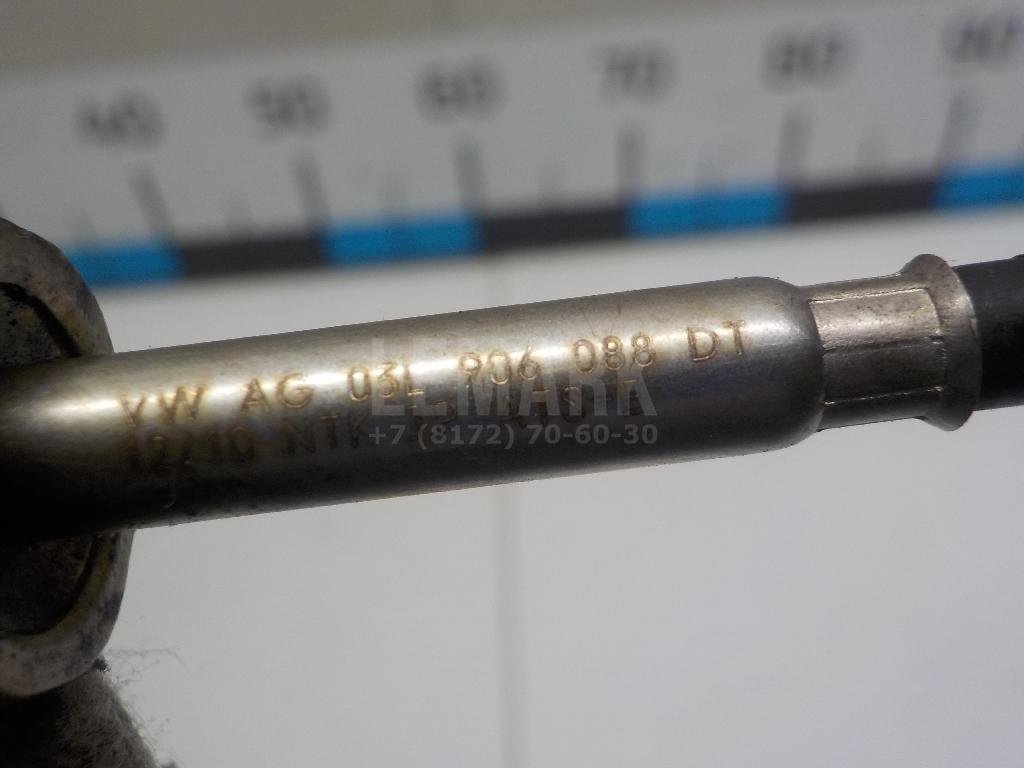 40 50 60 70 80 90
VW AG 03L 906 088 DT
12/10 NTK
LEMARK
+7 (8172) 70-60-30